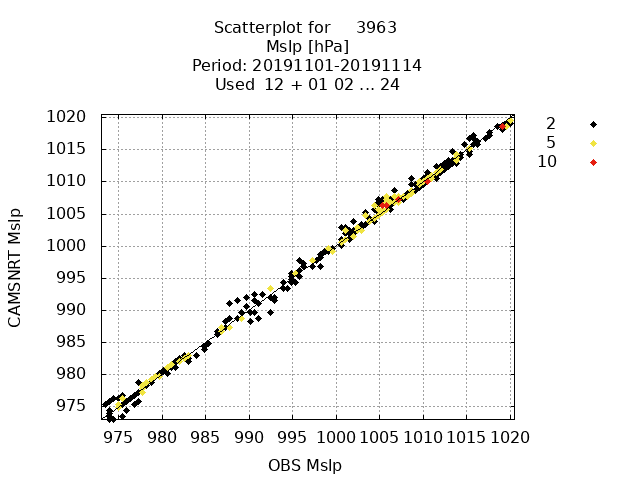 Scatterplot for 3963
Mslp [hPa]
Period: 20191101-20191114
Used 12 + 01 02 ... 24
1020
1015
1010
1005
1000
995
990
985
980
975
CAMSNRT Mslp
975 980 985 990 995 1000 1005 1010 1015 1020
OBS Mslp
2
5
10